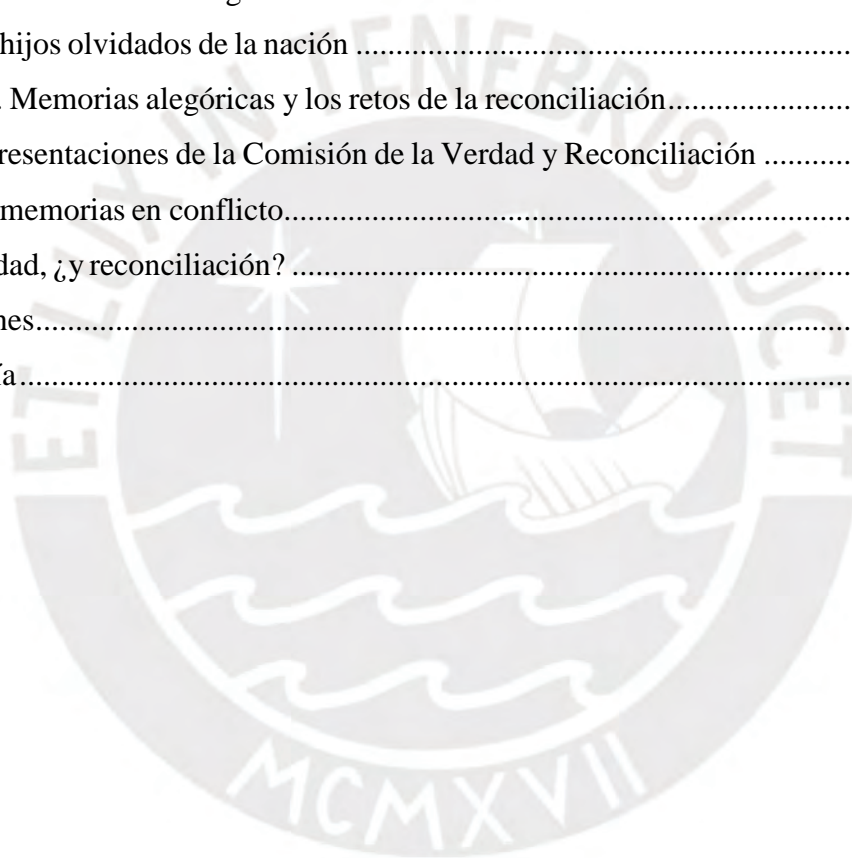 hijos olvidados de la nación ......................................................................
. Memorias alegóricas y los retos de la reconciliación.........................
resentaciones de la Comisión de la Verdad y Reconciliación ............
memorias en conflicto...............................................................................
dad, ¿y reconciliación? ..............................................................................
nes................................................................................................................
ía...................................................................................................................
ET LUX IN TENEBRIS LUCET
MCMXVII